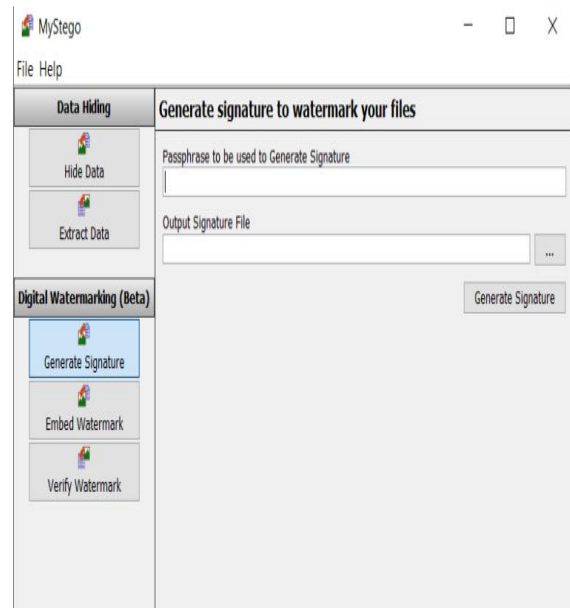 MyStego
File Help
Data Hiding
Hide Data
Extract Data
Digital Watermarking (Beta)
Generate Signature
Embed Watermark
Verify Watermark
Generate signature to watermark your files
Passphrase to be used to Generate Signature
Output Signature File
...
Generate Signature